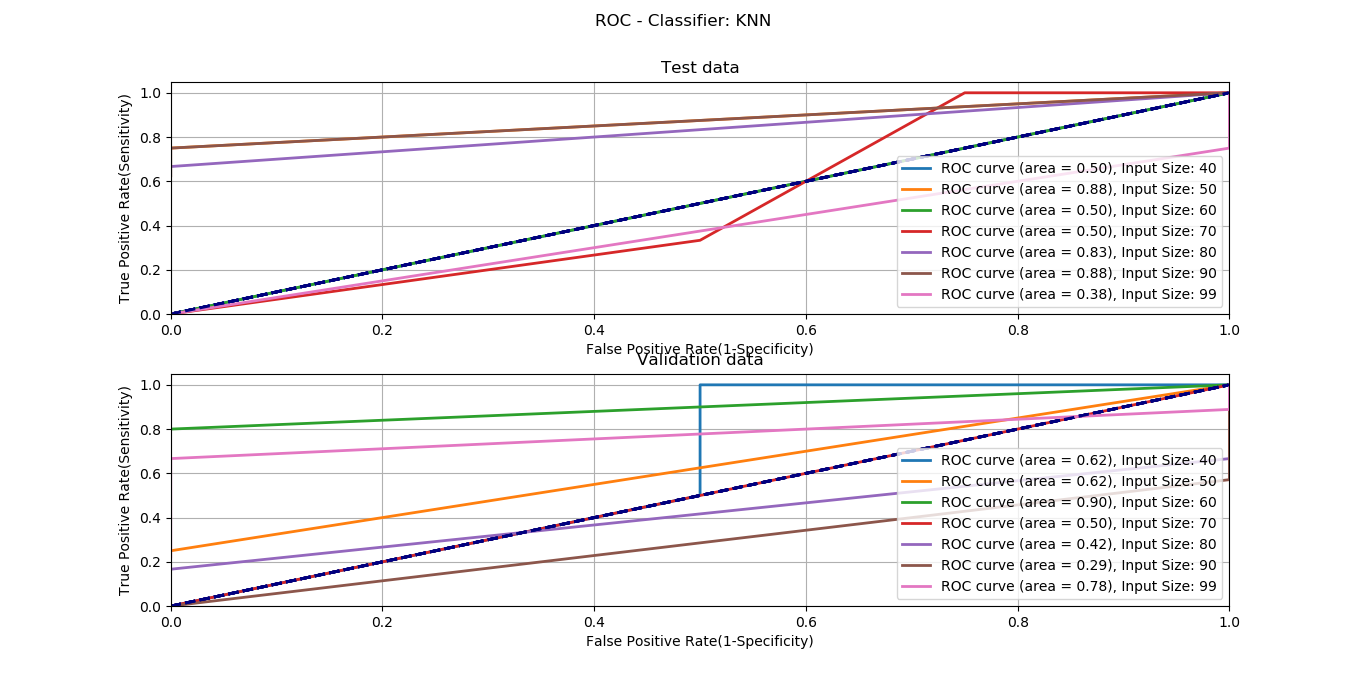 ROC - Classifier: KNN
Test data
True Positive Rate(Sensitivity)
1.0
0.8
0.6
0.4
0.2
0.0
ROC curve (area = 0.50), Input Size: 40
ROC curve (area = 0.88), Input Size: 50
ROC curve (area = 0.50), Input Size: 60
ROC curve (area = 0.50), Input Size: 70
ROC curve (area = 0.83), Input Size: 80
ROC curve (area = 0.88), Input Size: 90
ROC curve (area = 0.38), Input Size: 99
0.0 0.2 0.4 0.6 0.8 1.0
False Positive Rate(1-Specificity)
Validation data
True Positive Rate(Sensitivity)
1.0
0.8
0.6
0.4
0.2
0.0
ROC curve (area = 0.62), Input Size: 40
ROC curve (area = 0.62), Input Size: 50
ROC curve (area = 0.90), Input Size: 60
ROC curve (area = 0.50), Input Size: 70
ROC curve (area = 0.42), Input Size: 80
ROC curve (area = 0.29), Input Size: 90
ROC curve (area = 0.78), Input Size: 99
0.0 0.2 0.4 0.6 0.8 1.0
False Positive Rate(1-Specificity)